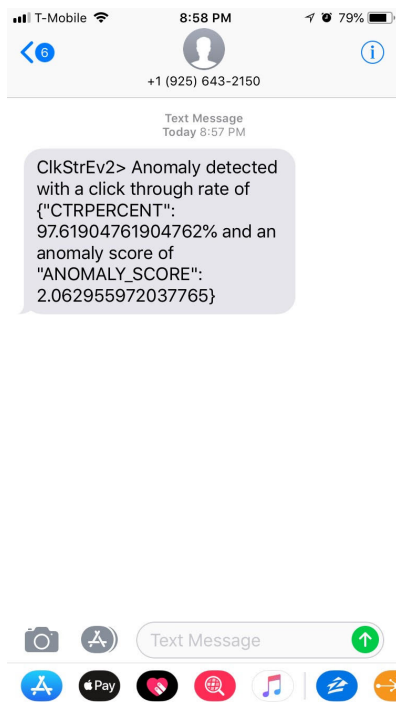 T-Mobile 8:58 PM 79%
6
+1 (925) 643-2150
Text Message
Today 8:57 PM
ClkStrEv2> Anomaly detected
with a click through rate of
{"CTRPERCENT":
97.61904761904762% and an
anomaly score of
"ANOMALY_SCORE":
2.062955972037765}
Text Message
Pay